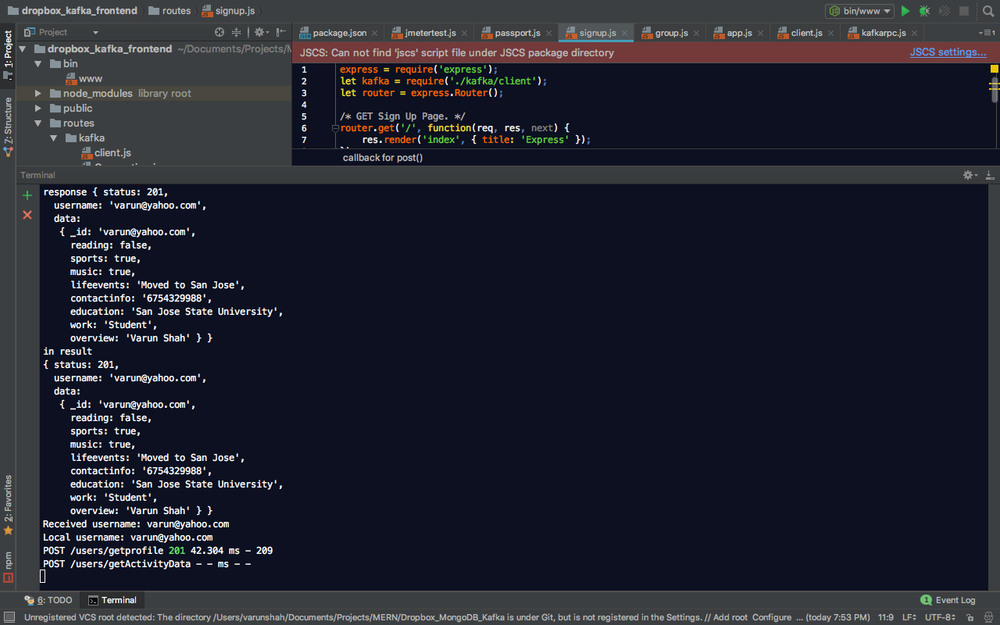 dropbox_kafka_frontend routes signup.js bin/www
1: Project
Project package.json jmetertest.js passport.js signup.js group.js app.js client.js kafkarpc.js 1
dropbox_kafka_frontend ~/Documents/Projects/M
JSCS: Can not find 'jscs' script file under JSCS package directory JSCS settings...
bin
www
node_modules library root
public
routes
kafka
client.js
1 express = require('express');
2 let kafka = require('./kafka/client');
3 let router = express.Router();
4
5 /* GET Sign Up Page. */
6 router.get('/', function(req, res, next) {
7 res.render('index', { title: 'Express' });
callback for post()
Z: Structure
Terminal
response { status: 201,
username: 'varun@yahoo.com',
data:
{ _id: 'varun@yahoo.com',
reading: false,
sports: true,
music: true,
lifeevents: 'Moved to San Jose',
contactinfo: '6754329988',
education: 'San Jose State University',
work: 'Student',
overview: 'Varun Shah' } }
in result
{ status: 201,
username: 'varun@yahoo.com',
data:
{ _id: 'varun@yahoo.com',
reading: false,
sports: true,
music: true,
lifeevents: 'Moved to San Jose',
contactinfo: '6754329988',
education: 'San Jose State University',
work: 'Student',
overview: 'Varun Shah' } }
Received username: varun@yahoo.com
Local username: varun@yahoo.com
POST /users/getprofile 201 42.304 ms - 209
POST /users/getActivityData - - ms - -
2: Favorites
npm
6: TODO Terminal 1 Event Log
Unregistered VCS root detected: The directory /Users/varunshah/Documents/Projects/MERN/Dropbox_MongoDB_Kafka is under Git, but is not registered in the Settings. // Add root Configure ... (today 7:53 PM) 11:9 LF UTF-8